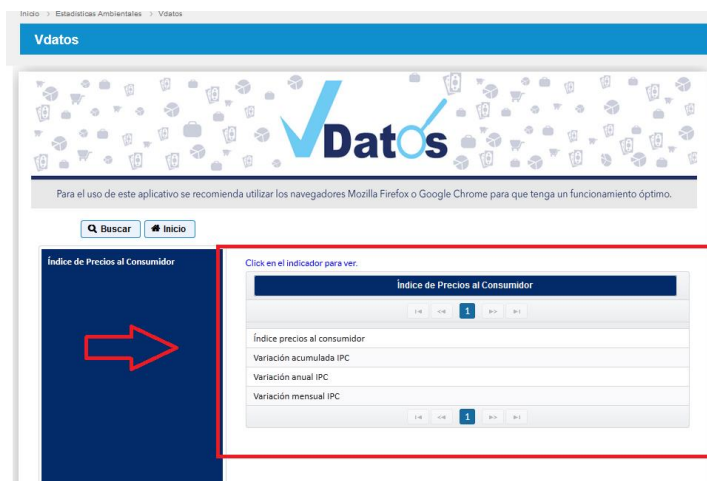 Inicio > Estadísticas Ambientales > Vdatos
Vdatos
VDatos
Para el uso de este aplicativo se recomienda utilizar los navegadores Mozilla Firefox o Google Chrome para que tenga un funcionamiento óptimo.
Buscar Inicio
Índice de Precios al Consumidor
Click en el indicador para ver.
Índice de Precios al Consumidor
1
Índice precios al consumidor
Variación acumulada IPC
Variación anual IPC
Variación mensual IPC
1